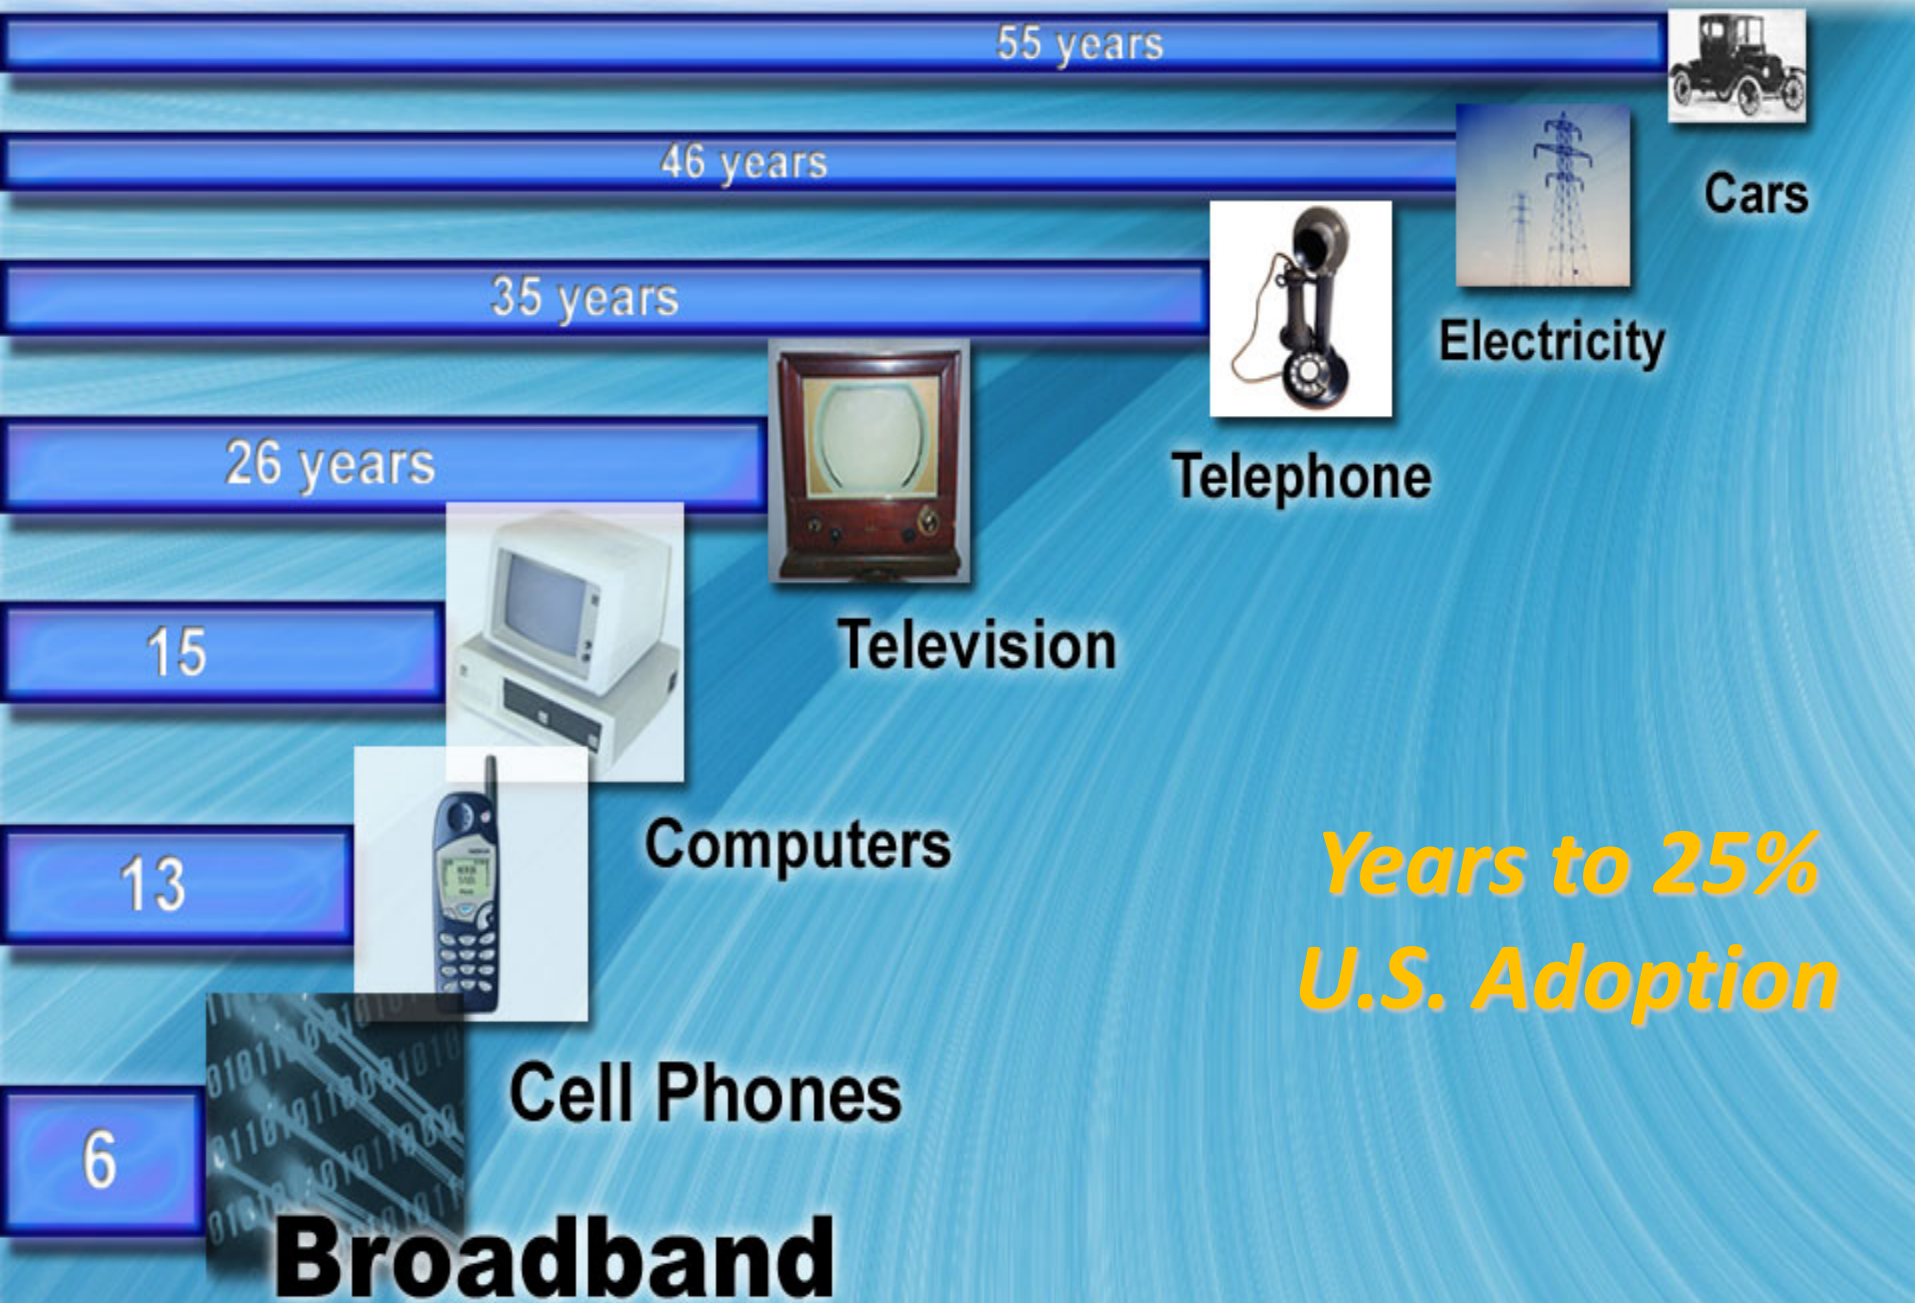 55 years
46 years
Cars
35 years
Electricity
26 years
Telephone
15
Television
13
Computers
Years to 25%
U.S. Adoption
Cell Phones
6
Broadband